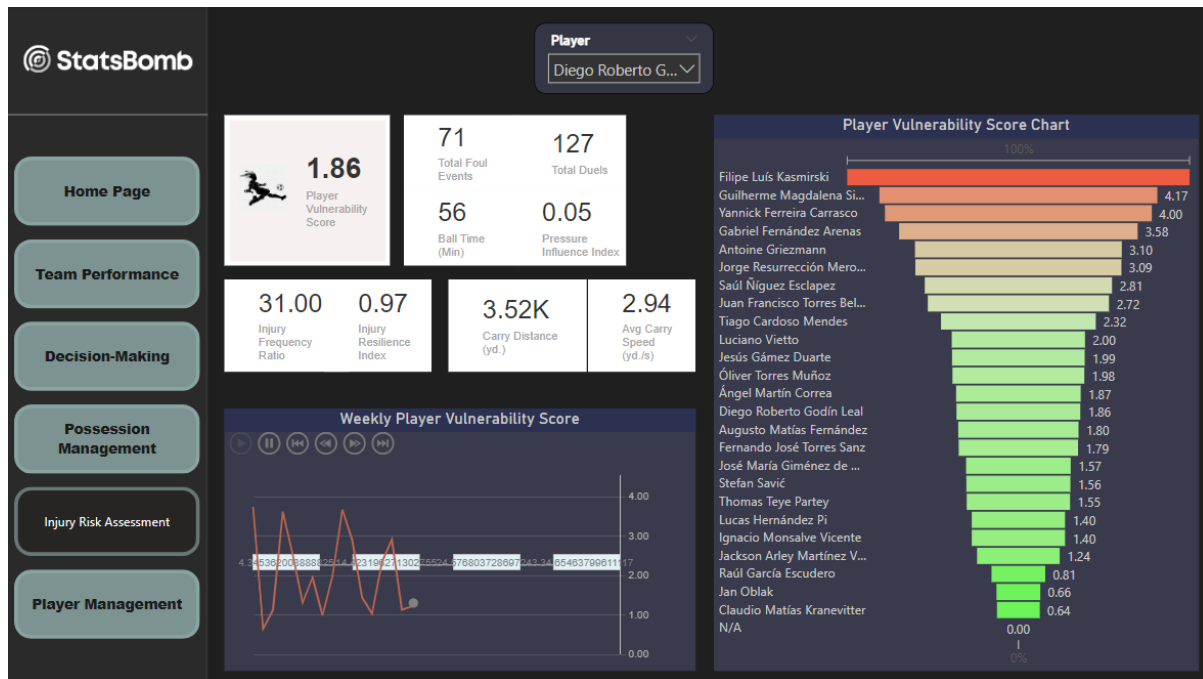 StatsBomb
Player
Diego Roberto G...
Home Page
Team Performance
Decision-Making
Possession
Management
Injury Risk Assessment
Player Management
1.86
Player
Vulnerability
Score
71
Total Foul
Events
127
Total Duels
56
Ball Time
(Min)
0.05
Pressure
Influence Index
31.00
Injury
Frequency
Ratio
0.97
Injury
Resilience
Index
3.52K
Carry Distance
(yd.)
2.94
Avg Carry
Speed
(yd./s)
Weekly Player Vulnerability Score
4.00
3.00
2.00
1.00
0.00
Player Vulnerability Score Chart
100%
Filipe Luís Kasmirski
Guilherme Magdalena Si... 4.17
Yannick Ferreira Carrasco 4.00
Gabriel Fernández Arenas 3.58
Antoine Griezmann 3.10
Jorge Resurrección Mero... 3.09
Saúl Ñíguez Esclapez 2.81
Juan Francisco Torres Bel... 2.72
Tiago Cardoso Mendes 2.32
Luciano Vietto 2.00
Jesús Gámez Duarte 1.99
Óliver Torres Muñoz 1.98
Ángel Martín Correa 1.87
Diego Roberto Godín Leal 1.86
Augusto Matías Fernández 1.80
Fernando José Torres Sanz 1.79
José María Giménez de ... 1.57
Stefan Savić 1.56
Thomas Teye Partey 1.55
Lucas Hernández Pi 1.40
Ignacio Monsalve Vicente 1.40
Jackson Arley Martínez V... 1.24
Raúl García Escudero 0.81
Jan Oblak 0.66
Claudio Matías Kranevitter 0.64
N/A 0.00
0%